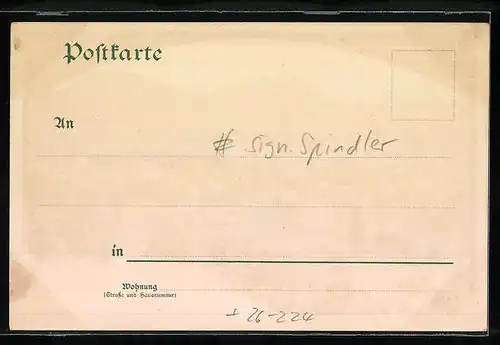 Postkarte
An
# sign. Spindler
in
Wohnung
(Straße und Hausnummer)
± 26-224